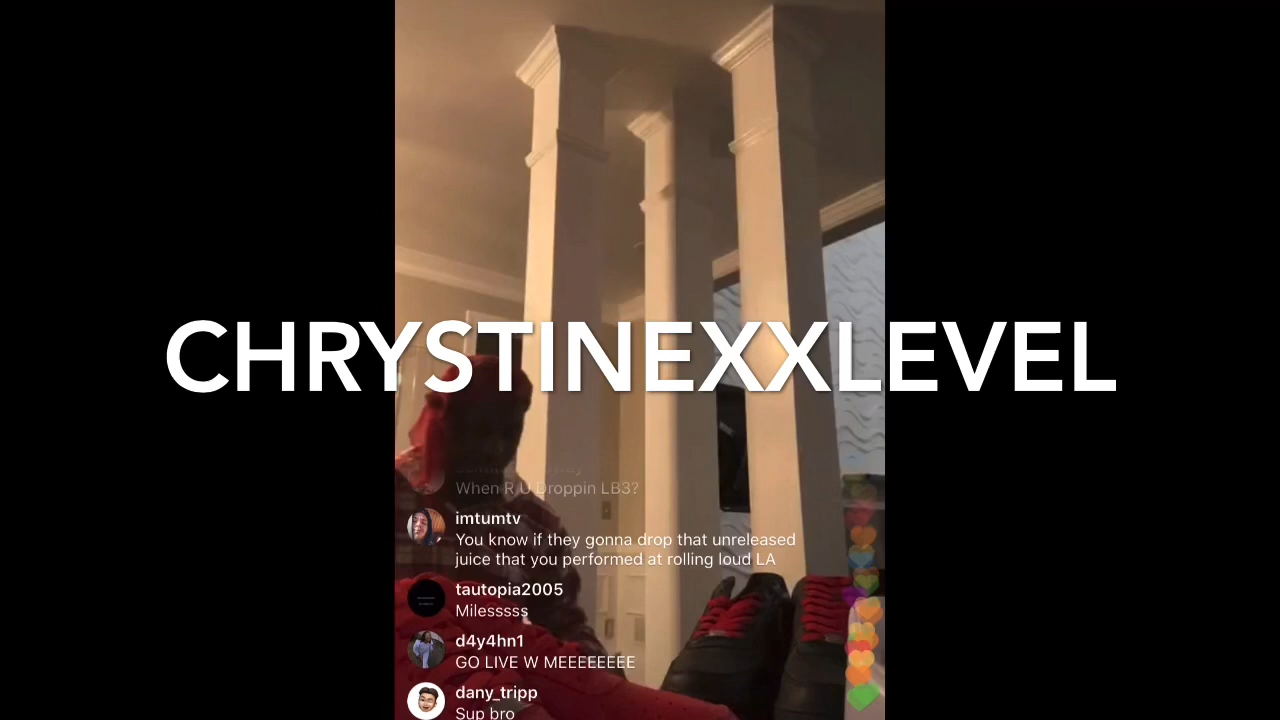 CHRYSTINEXXLEVEL
When R U Droppin LB3?
imtumtv
You know if they gonna drop that unreleased
juice that you performed at rolling loud LA
tautopia2005
Milesssss
d4y4hn1
GO LIVE W MEEEEEEEE
dany_tripp
Sup bro